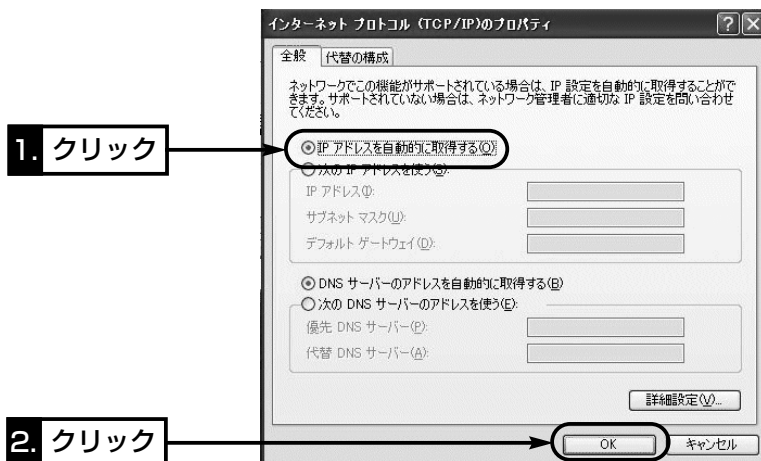 インターネット プロトコル (TCP/IP)のプロパティ
全般 代替の構成
ネットワークでこの機能がサポートされている場合は、IP 設定を自動的に取得することがで
きます。サポートされていない場合は、ネットワーク管理者に適切な IP 設定を問い合わせ
てください。
1. クリック
IP アドレスを自動的に取得する(O)
次の IP アドレスを使う(S):
IP アドレス(I):
サブネット マスク(U):
デフォルト ゲートウェイ(D):
DNS サーバーのアドレスを自動的に取得する(B)
次の DNS サーバーのアドレスを使う(E):
優先 DNS サーバー(P):
代替 DNS サーバー(A):
詳細設定(V)...
2. クリック
OK キャンセル